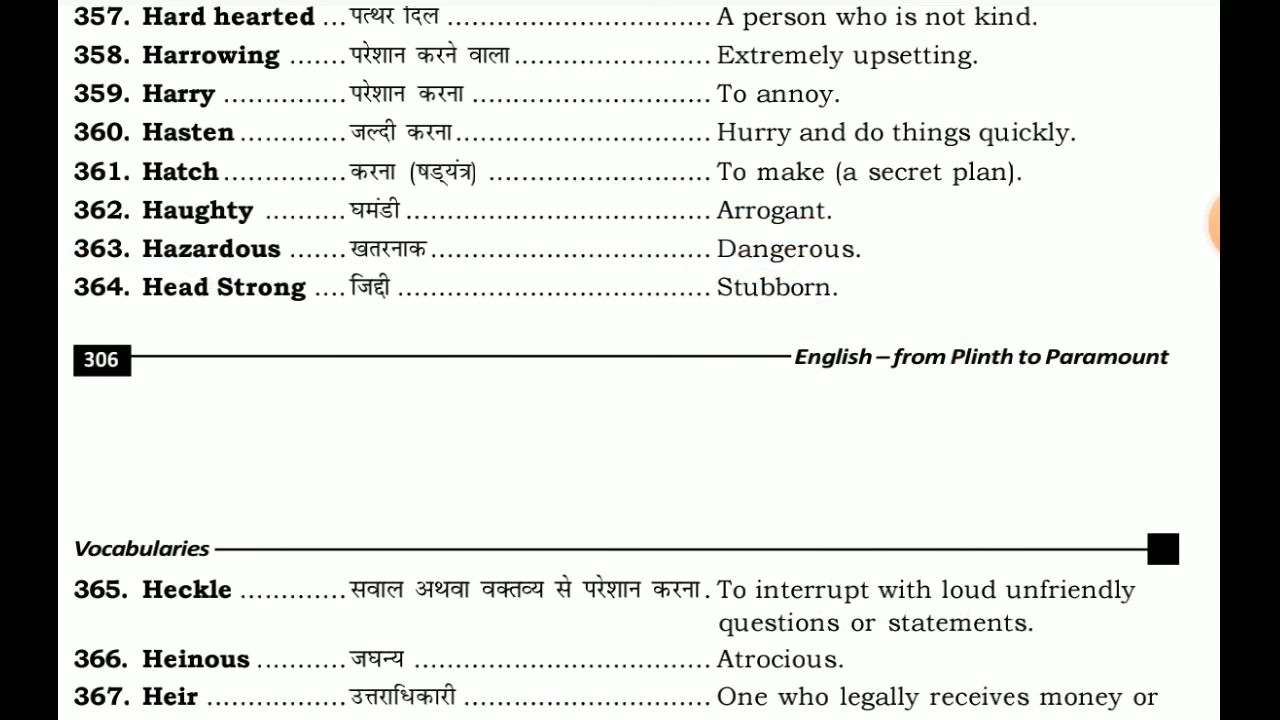 357. Hard hearted ... पत्थर दिल ................................ A person who is not kind.
358. Harrowing ....... परेशान करने वाला ........................ Extremely upsetting.
359. Harry ............... परेशान करना ............................. To annoy.
360. Hasten ............. जल्दी करना ............................... Hurry and do things quickly.
361. Hatch ............... करना (षड्यंत्र) ........................... To make (a secret plan).
362. Haughty .......... घमंडी ..................................... Arrogant.
363. Hazardous ....... खतरनाक .................................. Dangerous.
364. Head Strong .... जिद्दी ...................................... Stubborn.
306 English – from Plinth to Paramount
Vocabularies
365. Heckle ............. सवाल अथवा वक्तव्य से परेशान करना . To interrupt with loud unfriendly
questions or statements.
366. Heinous ........... जघन्य .................................... Atrocious.
367. Heir ................. उत्तराधिकारी .............................. One who legally receives money or